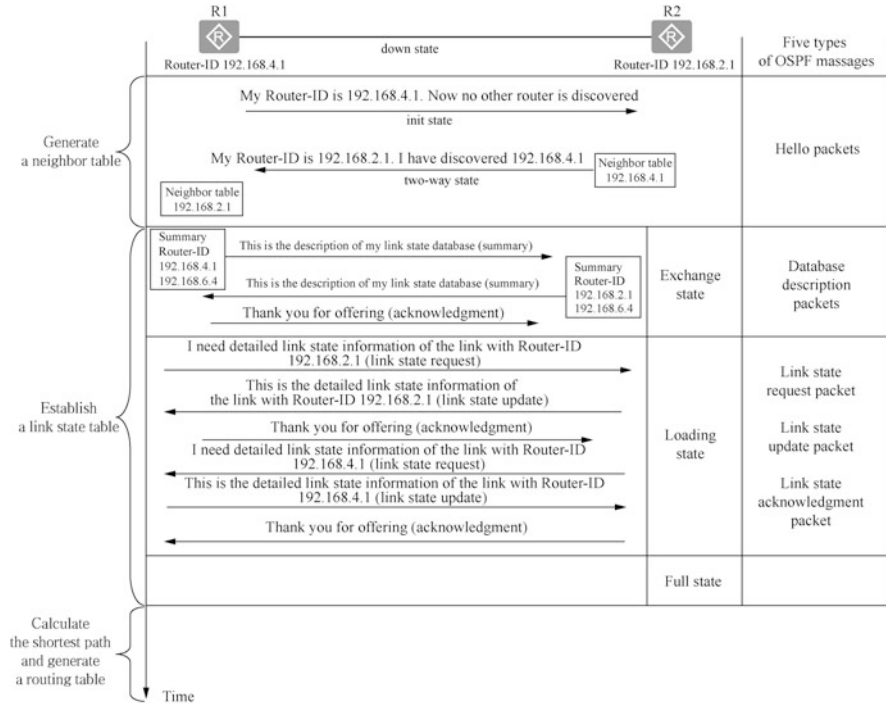 R1
R2
down state
Router-ID 192.168.4.1
Router-ID 192.168.2.1
Five types
of OSPF massages
Generate
a neighbor table
My Router-ID is 192.168.4.1. Now no other router is discovered
init state
My Router-ID is 192.168.2.1. I have discovered 192.168.4.1
two-way state
Neighbor table
192.168.4.1
Neighbor table
192.168.2.1
Hello packets
Establish
a link state table
Summary
Router-ID
192.168.4.1
192.168.6.4
This is the description of my link state database (summary)
This is the description of my link state database (summary)
Thank you for offering (acknowledgment)
Summary
Router-ID
192.168.2.1
192.168.6.4
Exchange
state
Database
description
packets
I need detailed link state information of the link with Router-ID
192.168.2.1 (link state request)
This is the detailed link state information of
the link with Router-ID 192.168.2.1 (link state update)
Thank you for offering (acknowledgment)
I need detailed link state information of the link with Router-ID
192.168.4.1 (link state request)
This is the detailed link state information of the link with Router-ID
192.168.4.1 (link state update)
Thank you for offering (acknowledgment)
Loading
state
Link state
request packet
Link state
update packet
Link state
acknowledgment
packet
Full state
Calculate
the shortest path
and generate
a routing table
Time